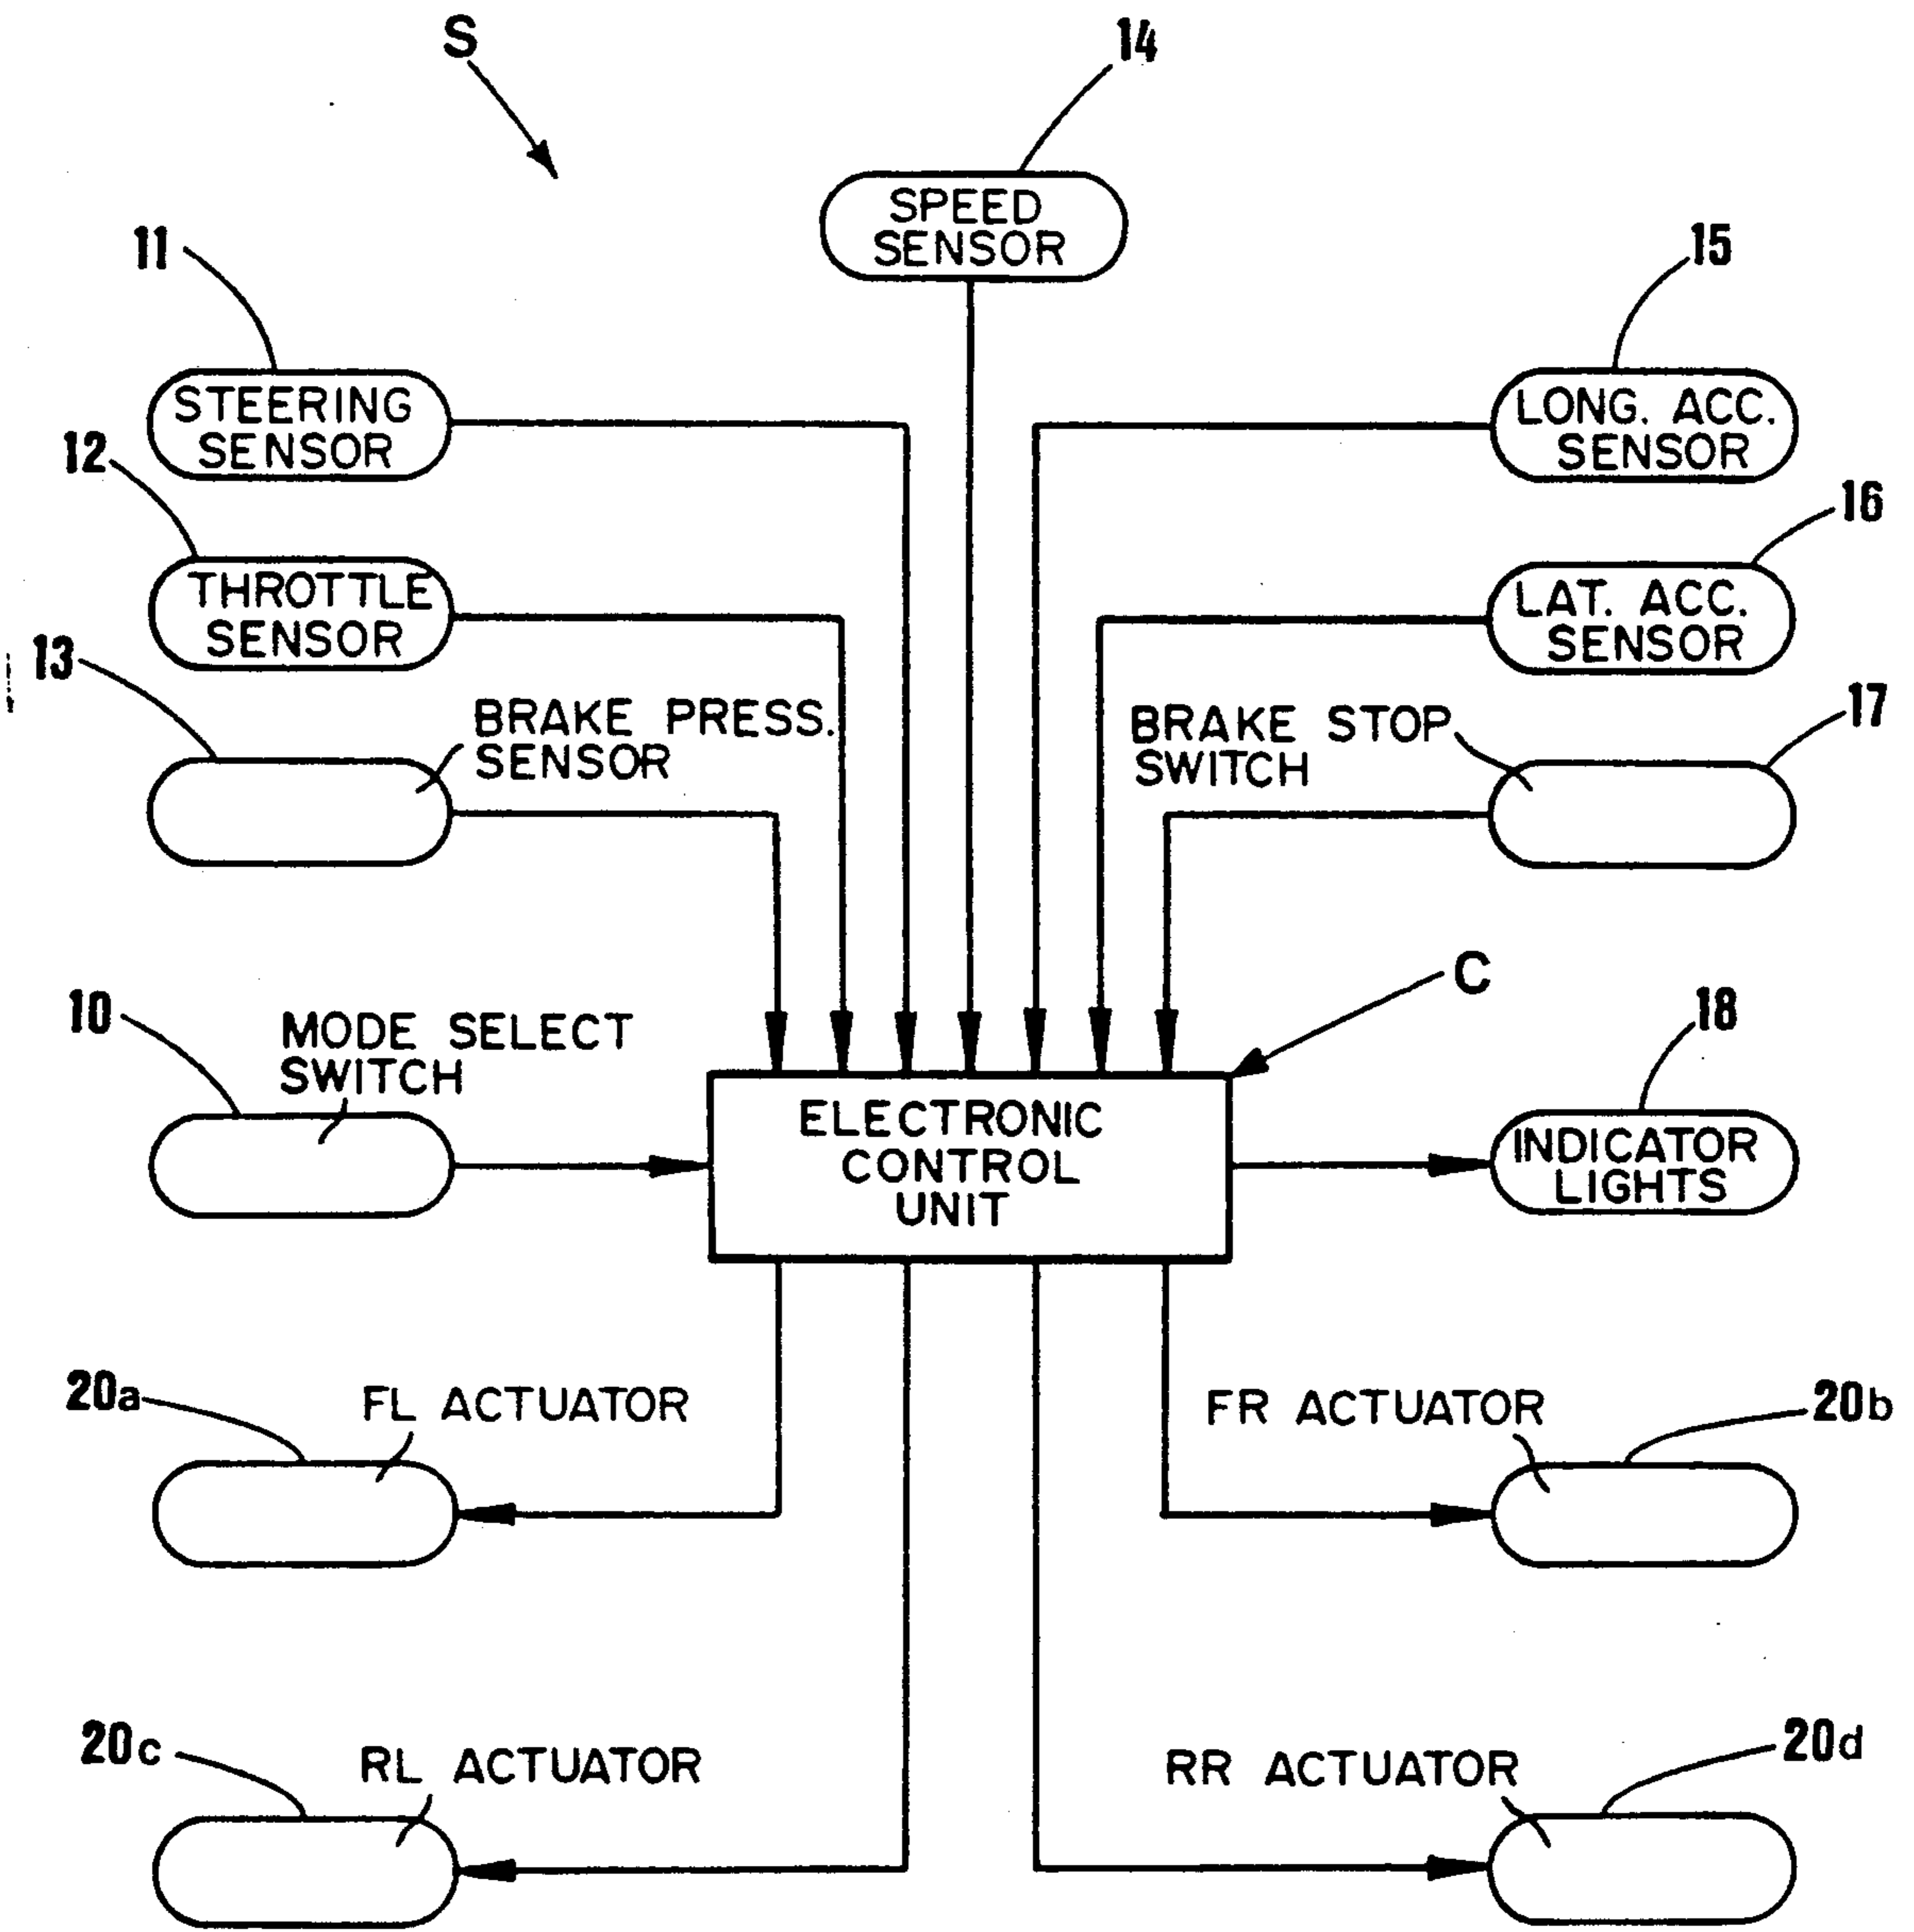 S
14
SPEED
SENSOR
11
15
STEERING
SENSOR
LONG. ACC.
SENSOR
12
16
THROTTLE
SENSOR
LAT. ACC.
SENSOR
13
17
BRAKE PRESS.
SENSOR
BRAKE STOP
SWITCH
C
10
18
MODE SELECT
SWITCH
ELECTRONIC
CONTROL
UNIT
INDICATOR
LIGHTS
20a
FL ACTUATOR
FR ACTUATOR
20b
20c
RL ACTUATOR
RR ACTUATOR
20d